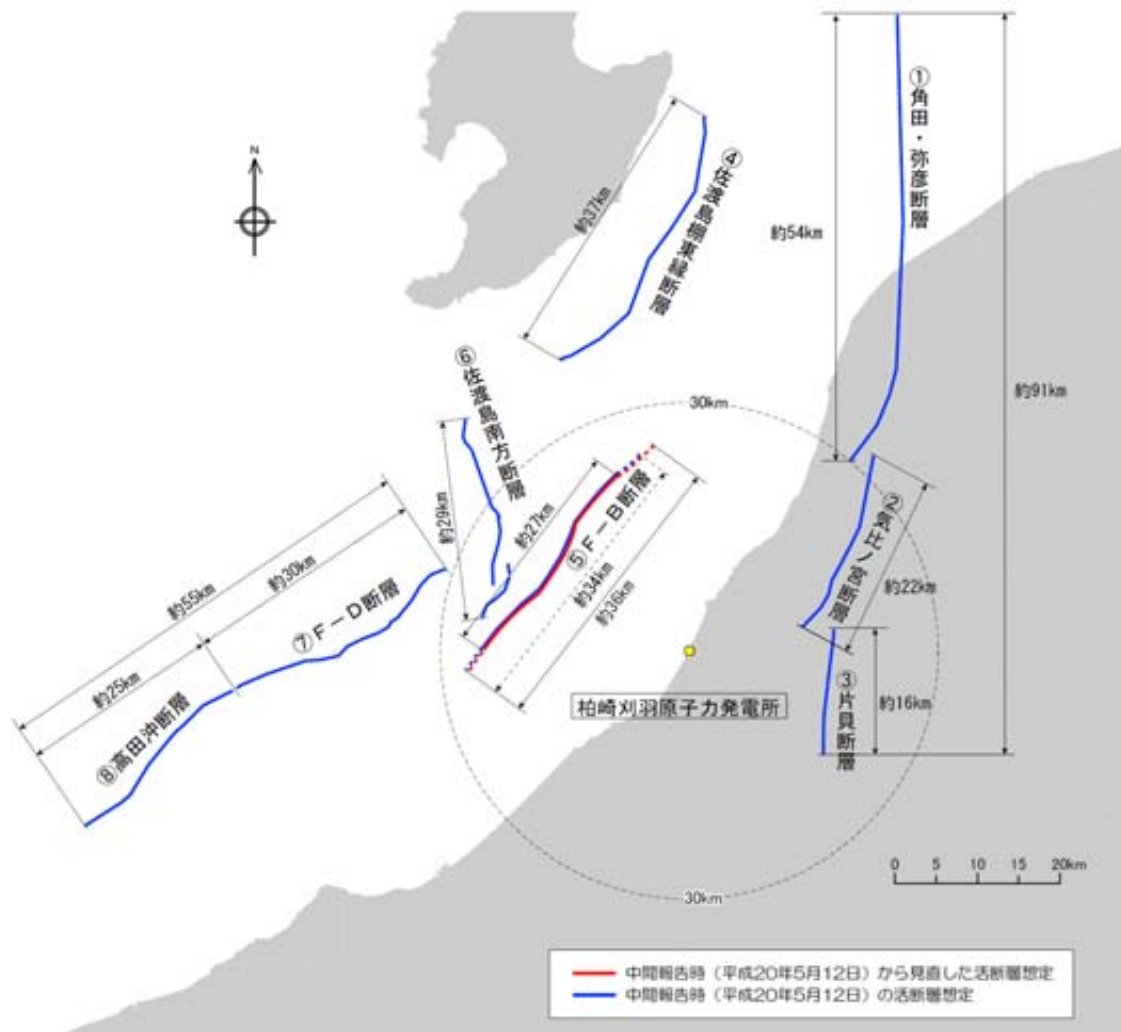 N
①角田・弥彦断層
約54km
約91km
④佐渡島棚東縁断層
約37km
⑥佐渡島南方断層
約29km
30km
約27km
⑤F-B断層
約34km
約36km
②気比ノ宮断層
約22km
約55km
約30km
⑦F-D断層
約25km
⑧高田沖断層
③片貝断層
約16km
柏崎刈羽原子力発電所
30km
0 5 10 15 20km
中間報告時（平成20年5月12日）から見直した活断層想定
中間報告時（平成20年5月12日）の活断層想定